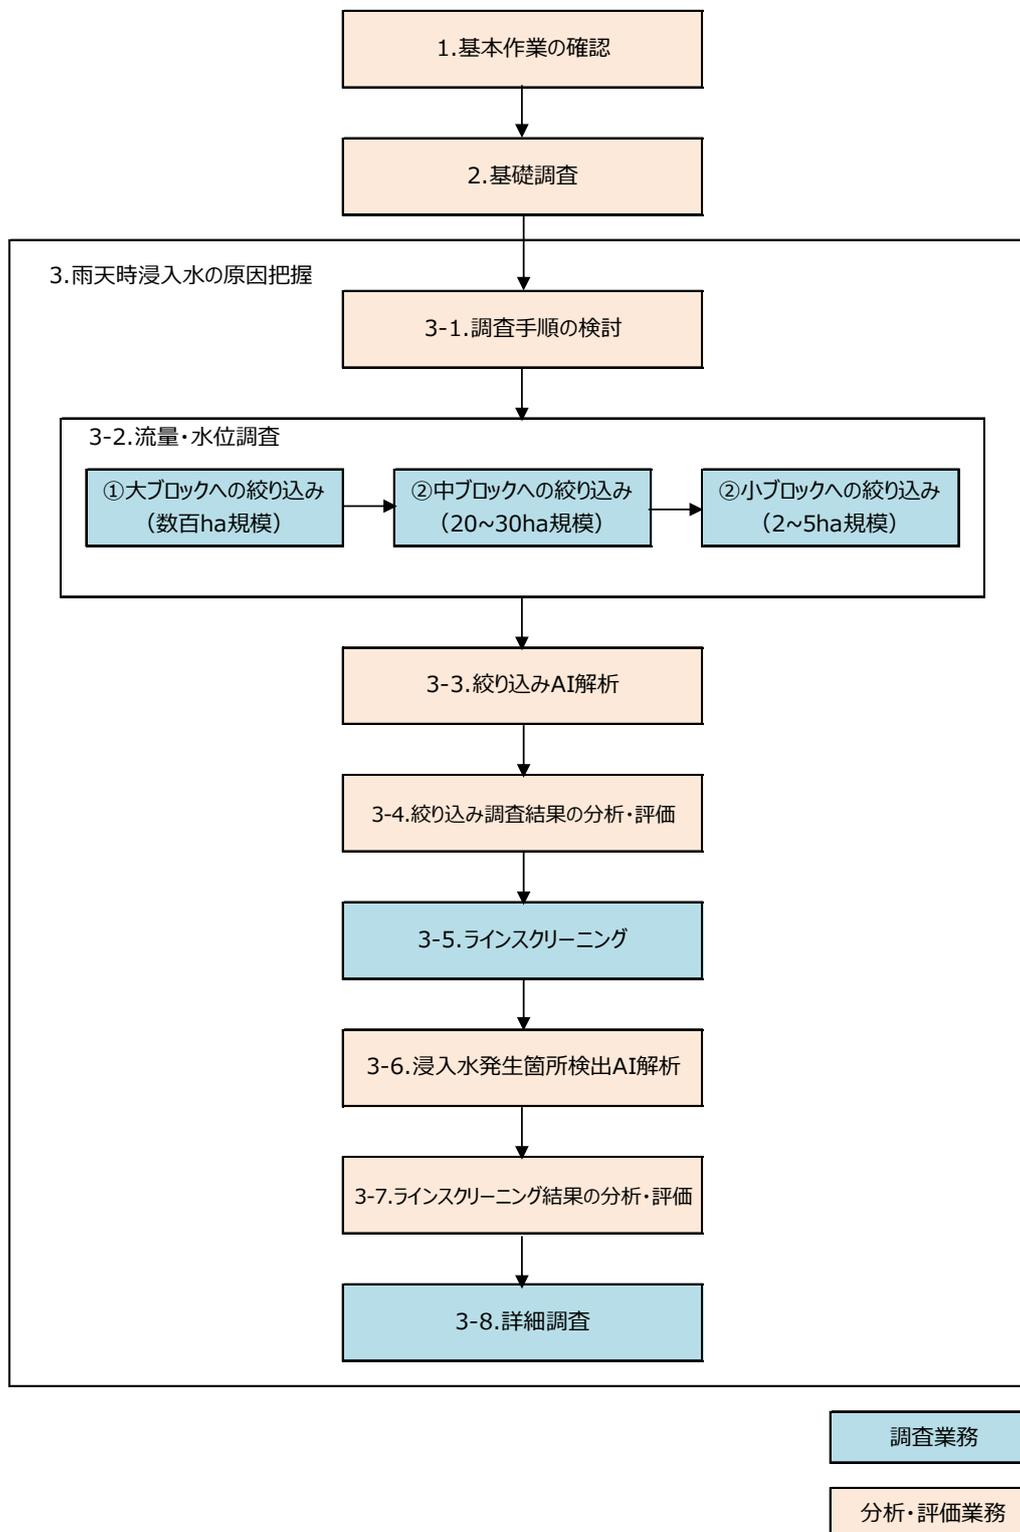 1.基本作業の確認
2.基礎調査
3.雨天時浸入水の原因把握
3-1.調査手順の検討
3-2.流量・水位調査
①大ブロックへの絞り込み
（数百ha規模）
②中ブロックへの絞り込み
（20~30ha規模）
②小ブロックへの絞り込み
（2~5ha規模）
3-3.絞り込みAI解析
3-4.絞り込み調査結果の分析・評価
3-5.ラインスクリーニング
3-6.浸入水発生箇所検出AI解析
3-7.ラインスクリーニング結果の分析・評価
3-8.詳細調査
調査業務
分析・評価業務